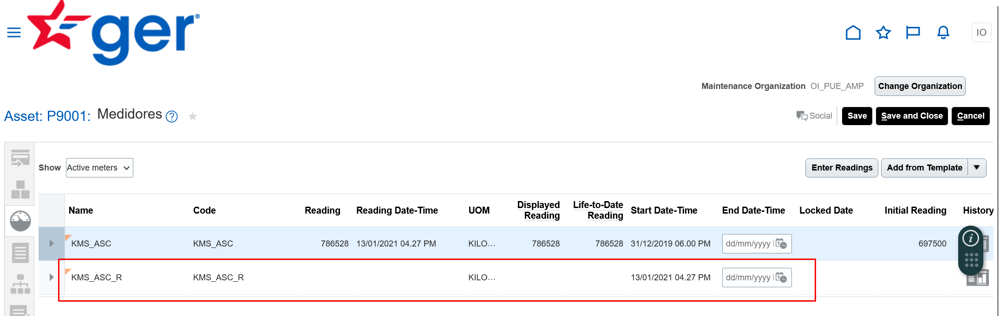 ger®
IO
Maintenance Organization OI_PUE_AMP Change Organization
Asset: P9001: Medidores ?
Social Save Save and Close Cancel
Show Active meters Enter Readings Add from Template
Name Code Reading Reading Date-Time UOM Displayed Reading Life-to-Date Reading Start Date-Time End Date-Time Locked Date Initial Reading History
KMS_ASC KMS_ASC 786528 13/01/2021 04.27 PM KILO... 786528 786528 31/12/2019 06.00 PM dd/mm/yyyy 697500
i
KMS_ASC_R KMS_ASC_R KILO... 13/01/2021 04.27 PM dd/mm/yyyy